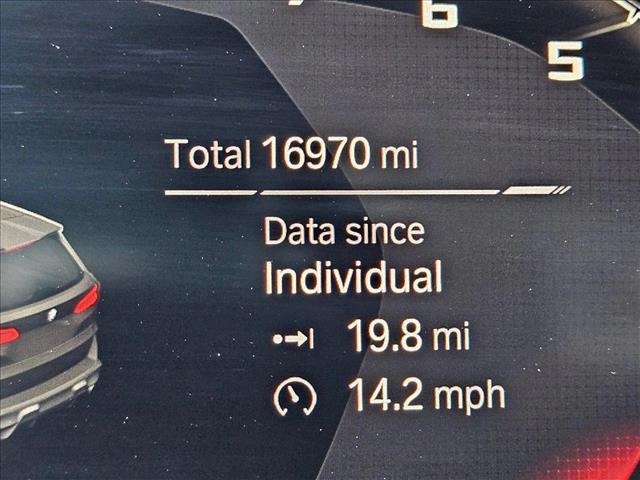 6
5
Total 16970 mi
Data since
Individual
19.8 mi
14.2 mph